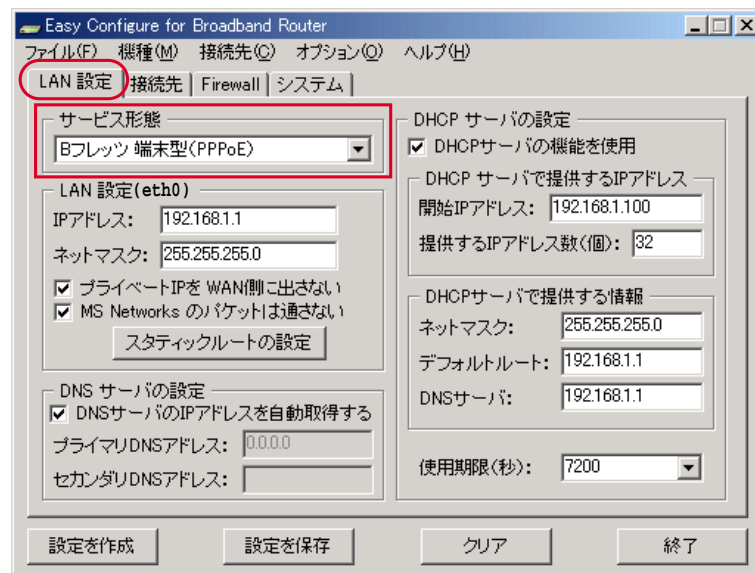 Easy Configure for Broadband Router
ファイル(F) 機種(M) 接続先(C) オプション(O) ヘルプ(H)
LAN 設定 接続先 Firewall システム
サービス形態
Bフレッツ 端末型(PPPoE)
LAN 設定(eth0)
IPアドレス: 192.168.1.1
ネットマスク: 255.255.255.0
プライベートIPを WAN側に出さない
MS Networks のパケットは通さない
スタティックルートの設定
DNS サーバの設定
DNSサーバのIPアドレスを自動取得する
プライマリDNSアドレス: 0.0.0.0
セカンダリDNSアドレス:
DHCP サーバの設定
DHCPサーバの機能を使用
DHCP サーバで提供するIPアドレス
開始IPアドレス: 192.168.1.100
提供するIPアドレス数(個): 32
DHCPサーバで提供する情報
ネットマスク: 255.255.255.0
デフォルトルート: 192.168.1.1
DNSサーバ: 192.168.1.1
使用期限(秒): 7200
設定を作成 設定を保存 クリア 終了